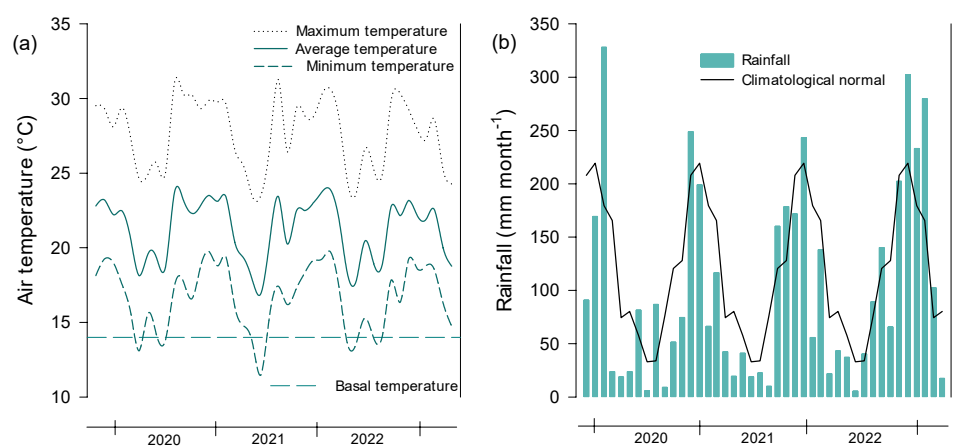 (a)
Air temperature (°C)
35
30
25
20
15
10
Maximum temperature
Average temperature
Minimum temperature
Basal temperature
2020
2021
2022
(b)
Rainfall (mm month⁻¹)
350
300
250
200
150
100
50
0
Rainfall
Climatological normal
2020
2021
2022